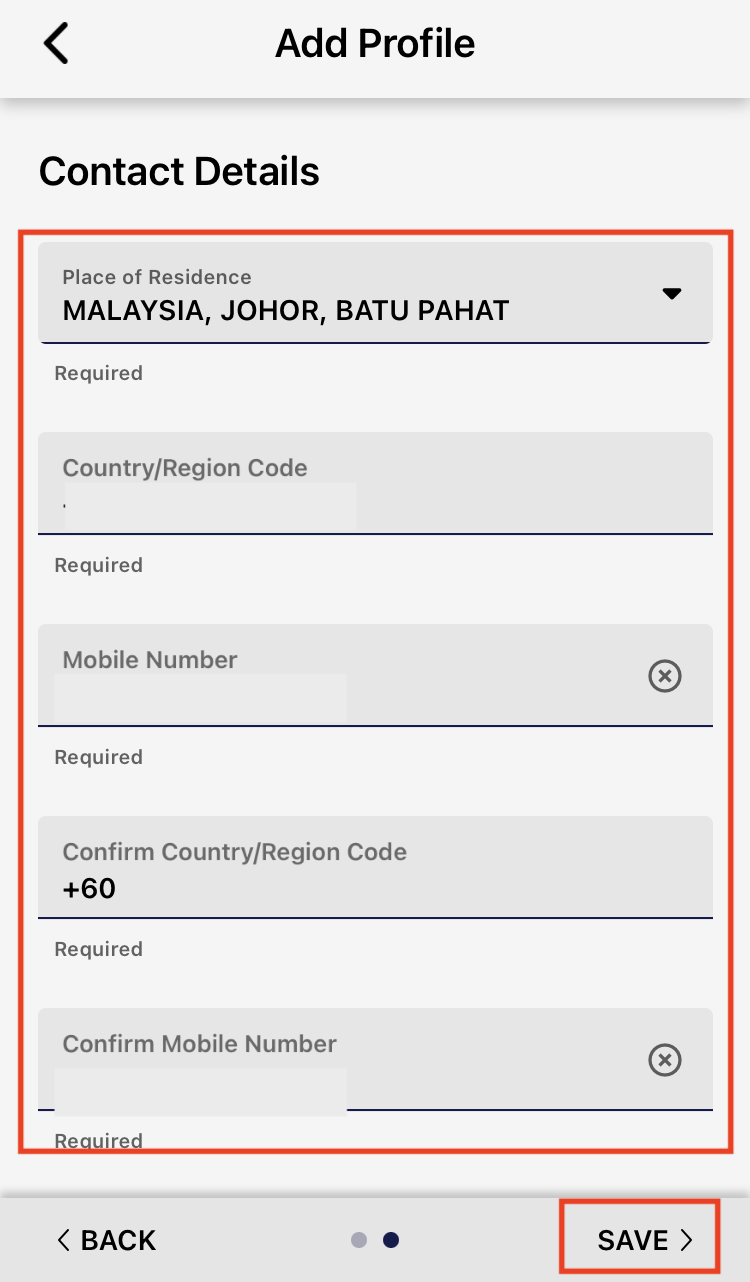 Add Profile
Contact Details
Place of Residence
MALAYSIA, JOHOR, BATU PAHAT
Required
Country/Region Code
Required
Mobile Number
Required
Confirm Country/Region Code
+60
Required
Confirm Mobile Number
Required
BACK
SAVE